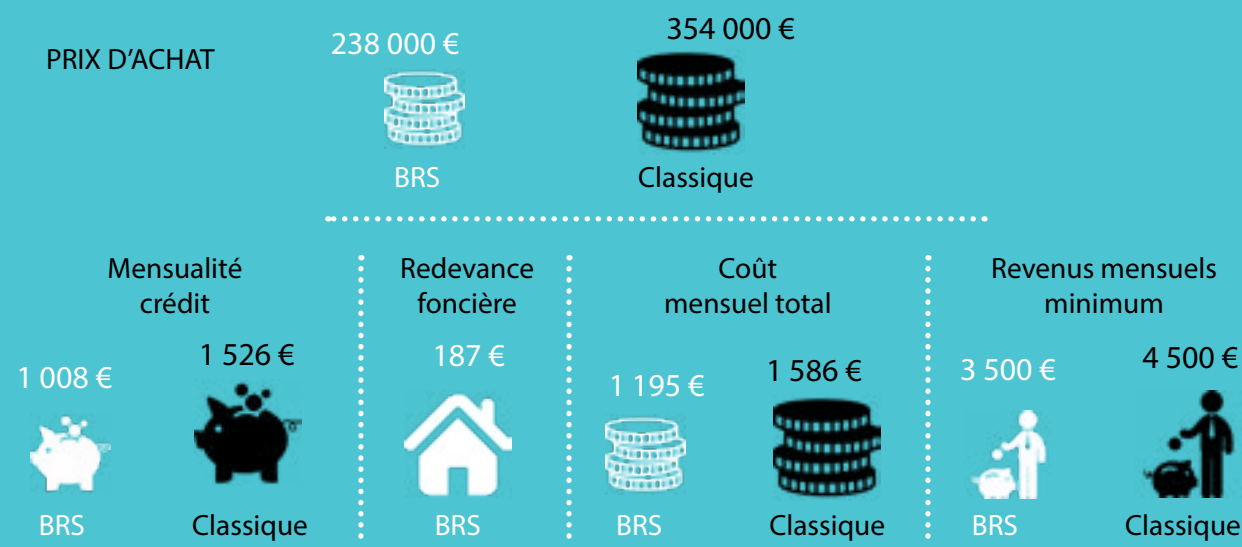 PRIX D’ACHAT
238 000 €
354 000 €
BRS
Classique
Mensualité
crédit
1 008 €
1 526 €
BRS
Classique
Redevance
foncière
187 €
BRS
Coût
mensuel total
1 195 €
1 586 €
BRS
Classique
Revenus mensuels
minimum
3 500 €
4 500 €
BRS
Classique